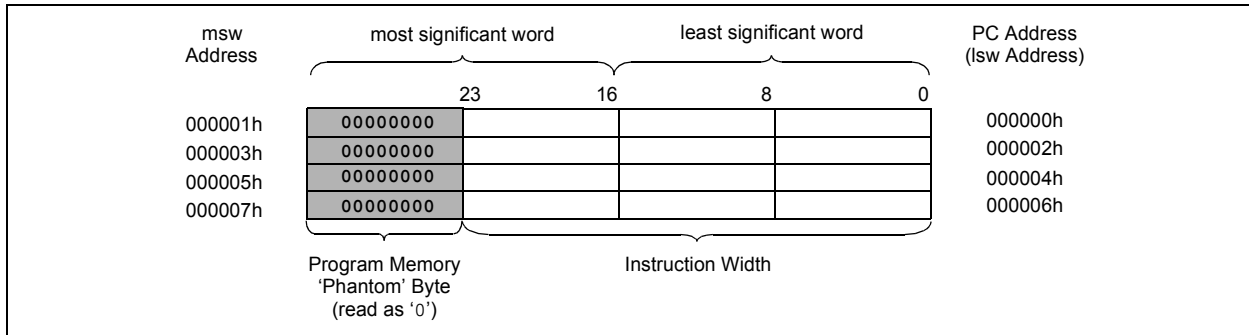 msw
Address
most significant word
least significant word
PC Address
(lsw Address)
23
16
8
0
000001h
00000000
000000h
000003h
00000000
000002h
000005h
00000000
000004h
000007h
00000000
000006h
Program Memory
‘Phantom’ Byte
(read as ‘0’)
Instruction Width